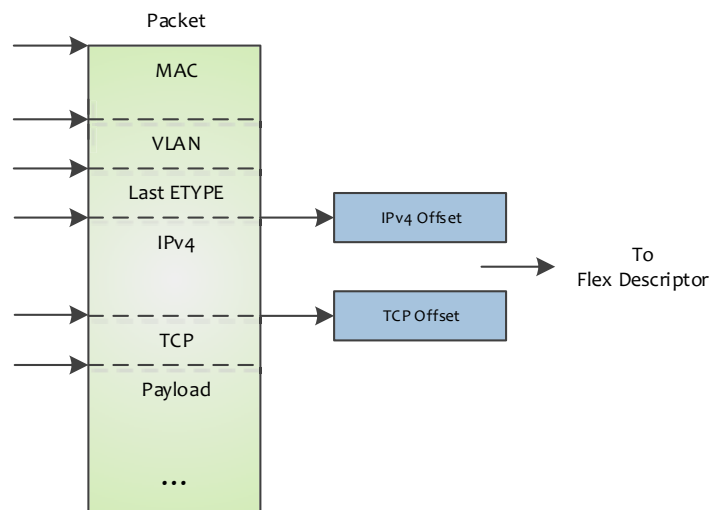 Packet
MAC
VLAN
Last ETYPE
IPv4
TCP
Payload
...
IPv4 Offset
TCP Offset
To
Flex Descriptor